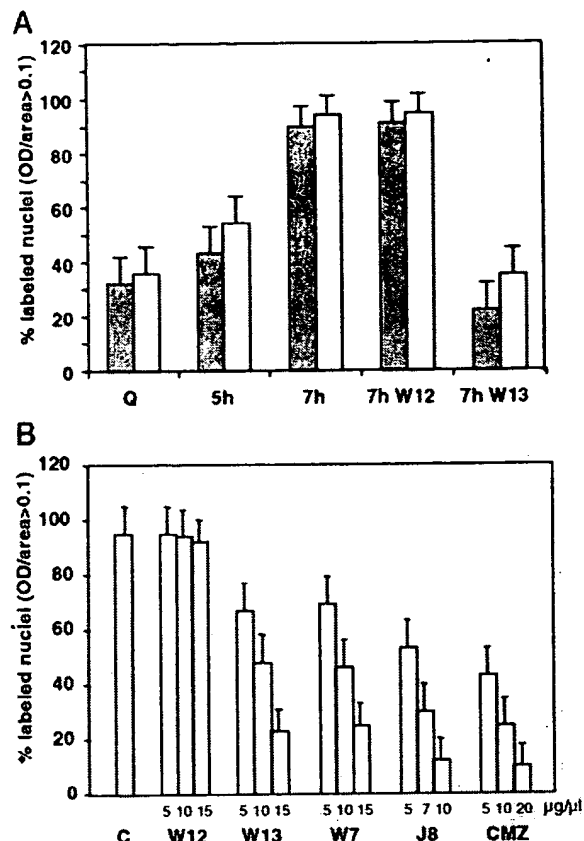 A
% labeled nuclei (OD/area>0.1)
120
100
80
60
40
20
0
Q 5h 7h 7h W12 7h W13
B
% labeled nuclei (OD/area>0.1)
120
100
80
60
40
20
0
5 10 15 5 10 15 5 10 15 5 7 10 5 10 20 µg/µl
C W12 W13 W7 J8 CMZ